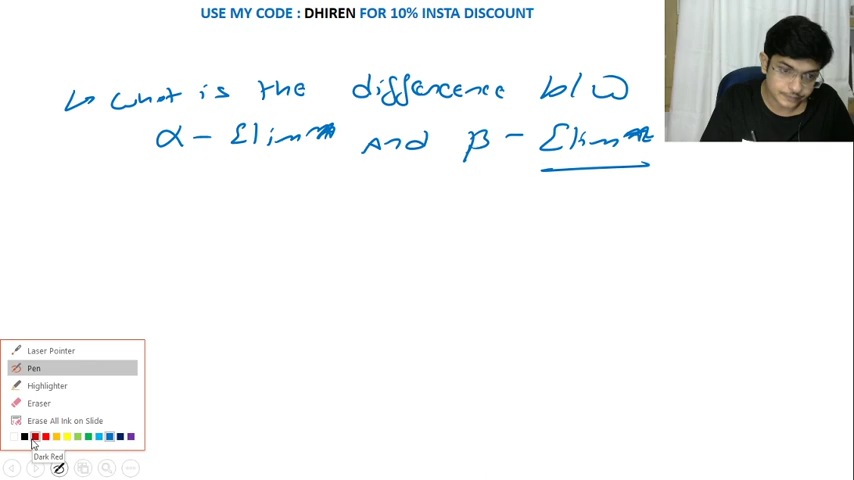 USE MY CODE : DHIREN FOR 10% INSTA DISCOUNT
↳ what is the difference b/w
α - Elimn and β - Elimn
Laser Pointer
Pen
Highlighter
Eraser
Erase All Ink on Slide
Dark Red